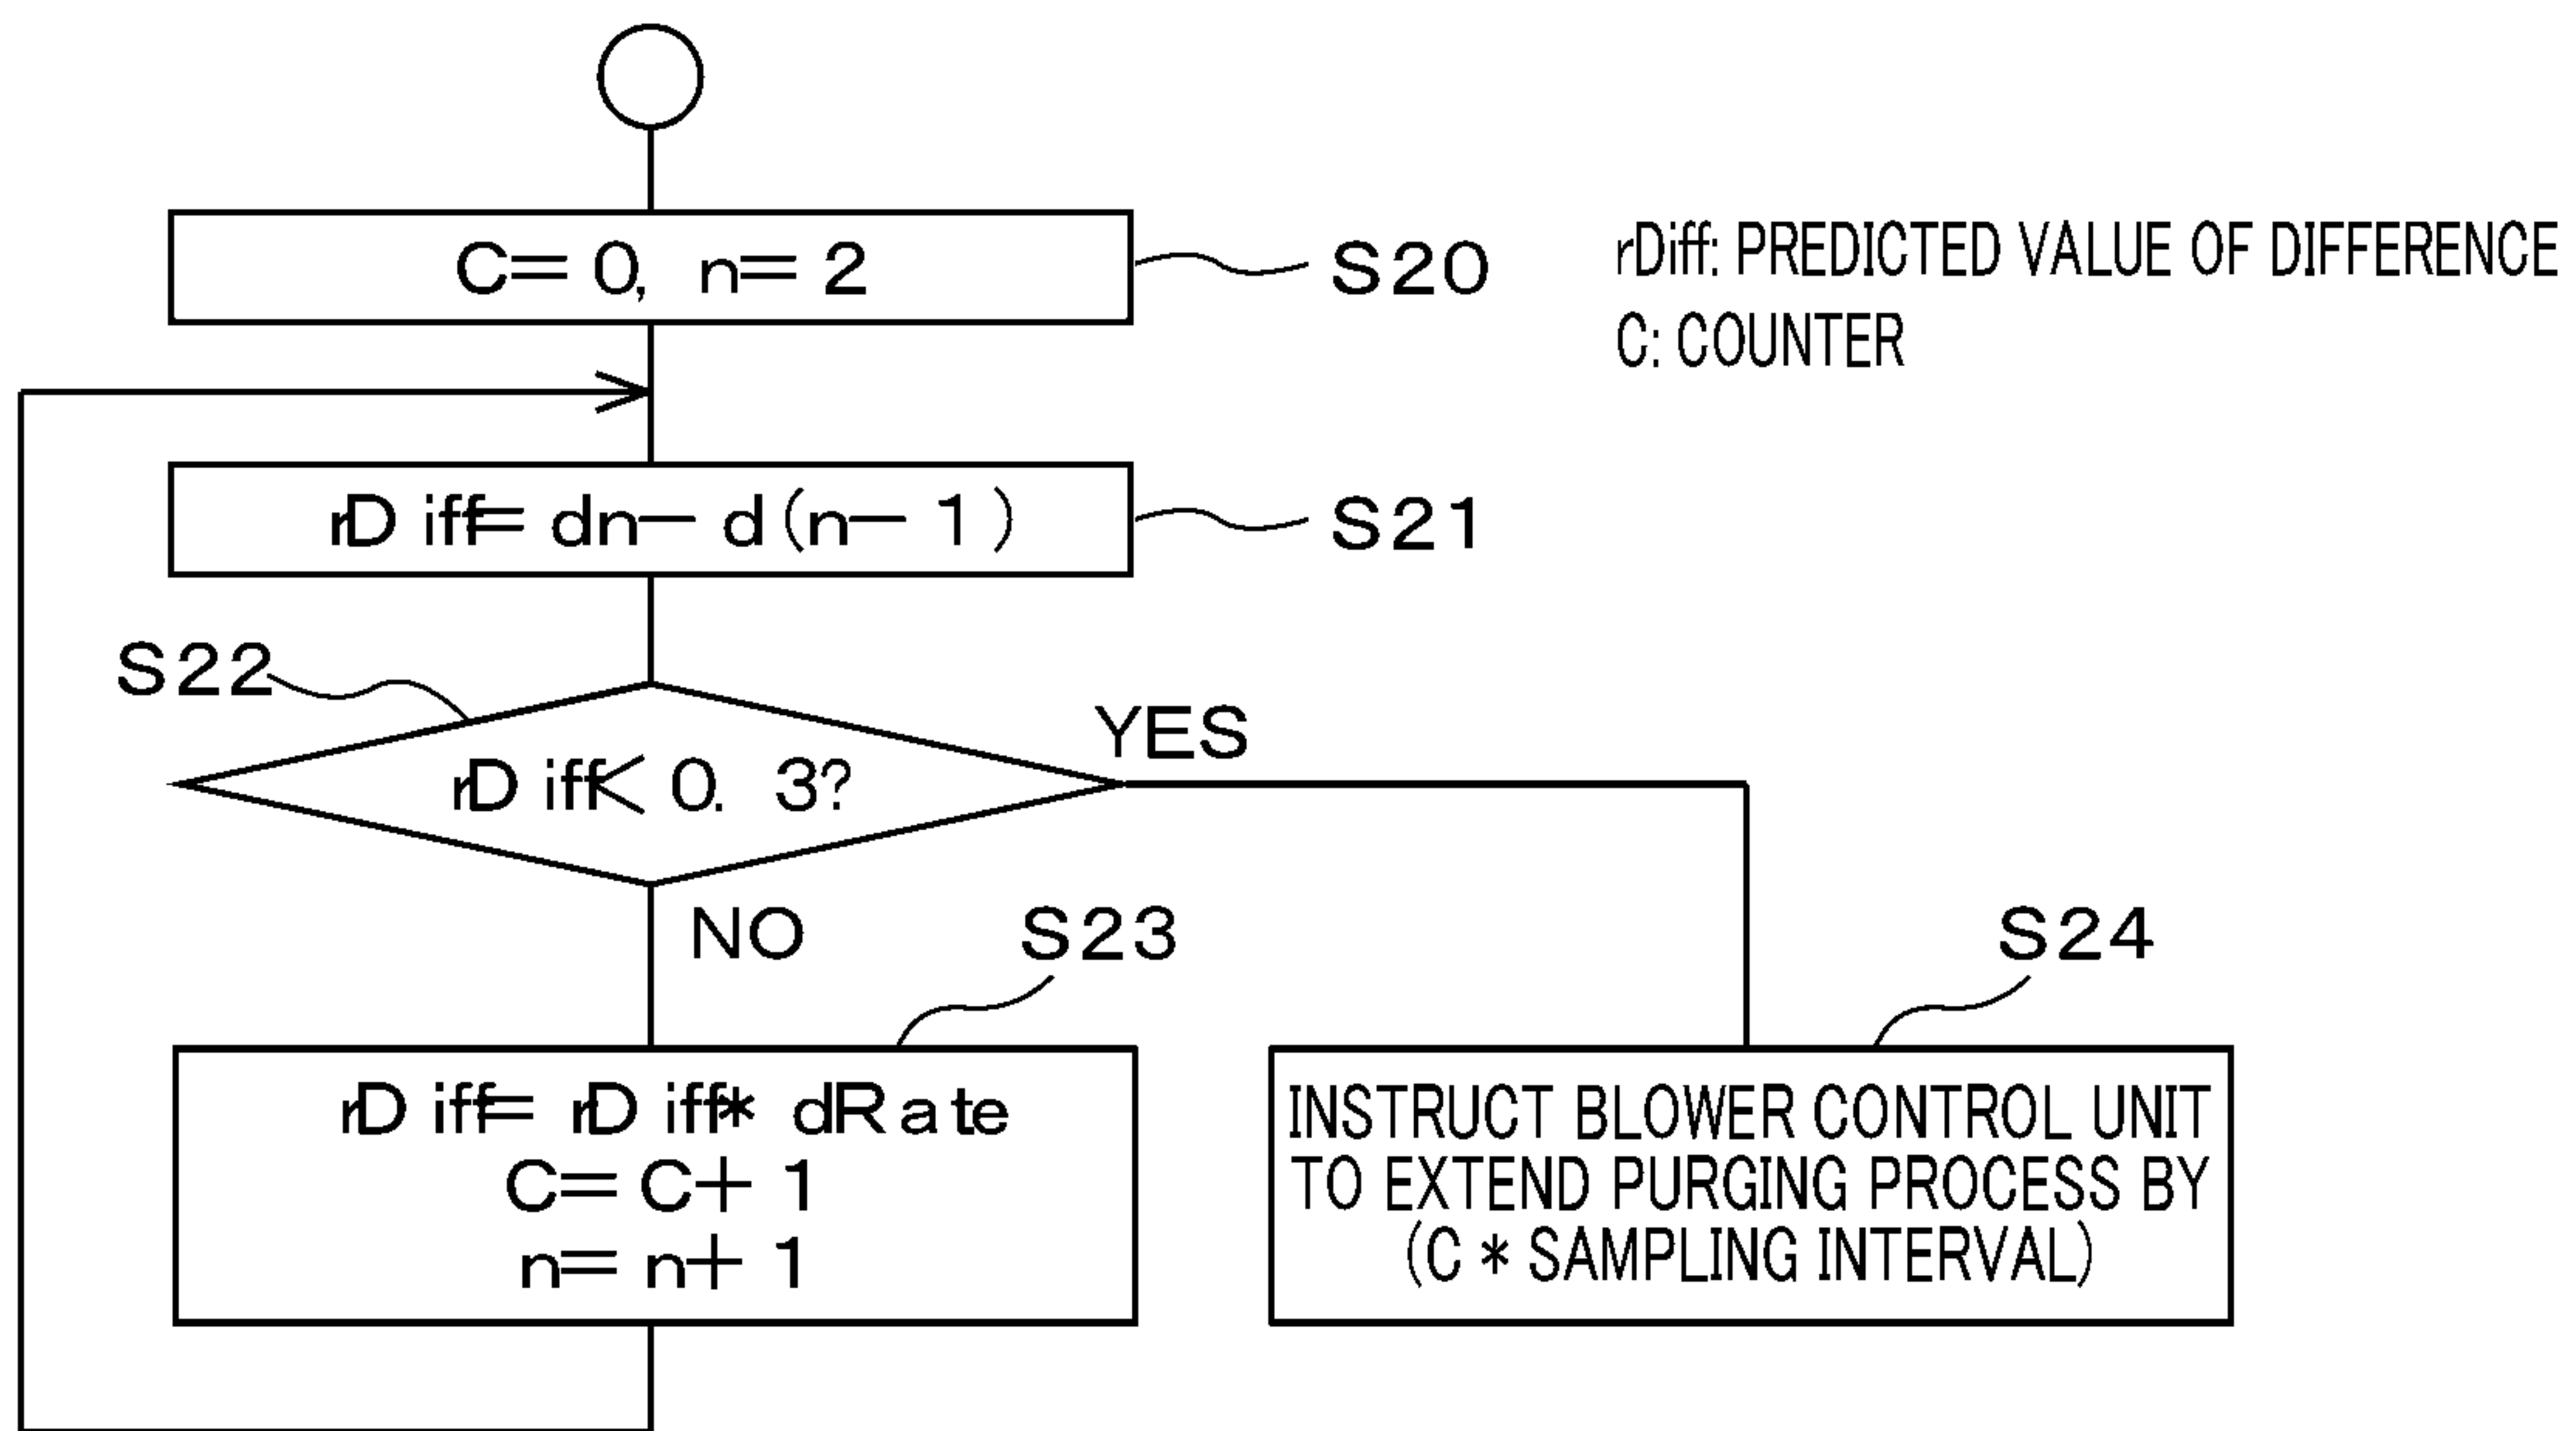 C=0, n=2
S20
rDiff: PREDICTED VALUE OF DIFFERENCE
C: COUNTER
rDiff=dn-d(n-1)
S21
S22
rDiff<0.3?
YES
NO
S23
S24
rDiff=rDiff*dRate
C=C+1
n=n+1
INSTRUCT BLOWER CONTROL UNIT
TO EXTEND PURGING PROCESS BY
(C * SAMPLING INTERVAL)